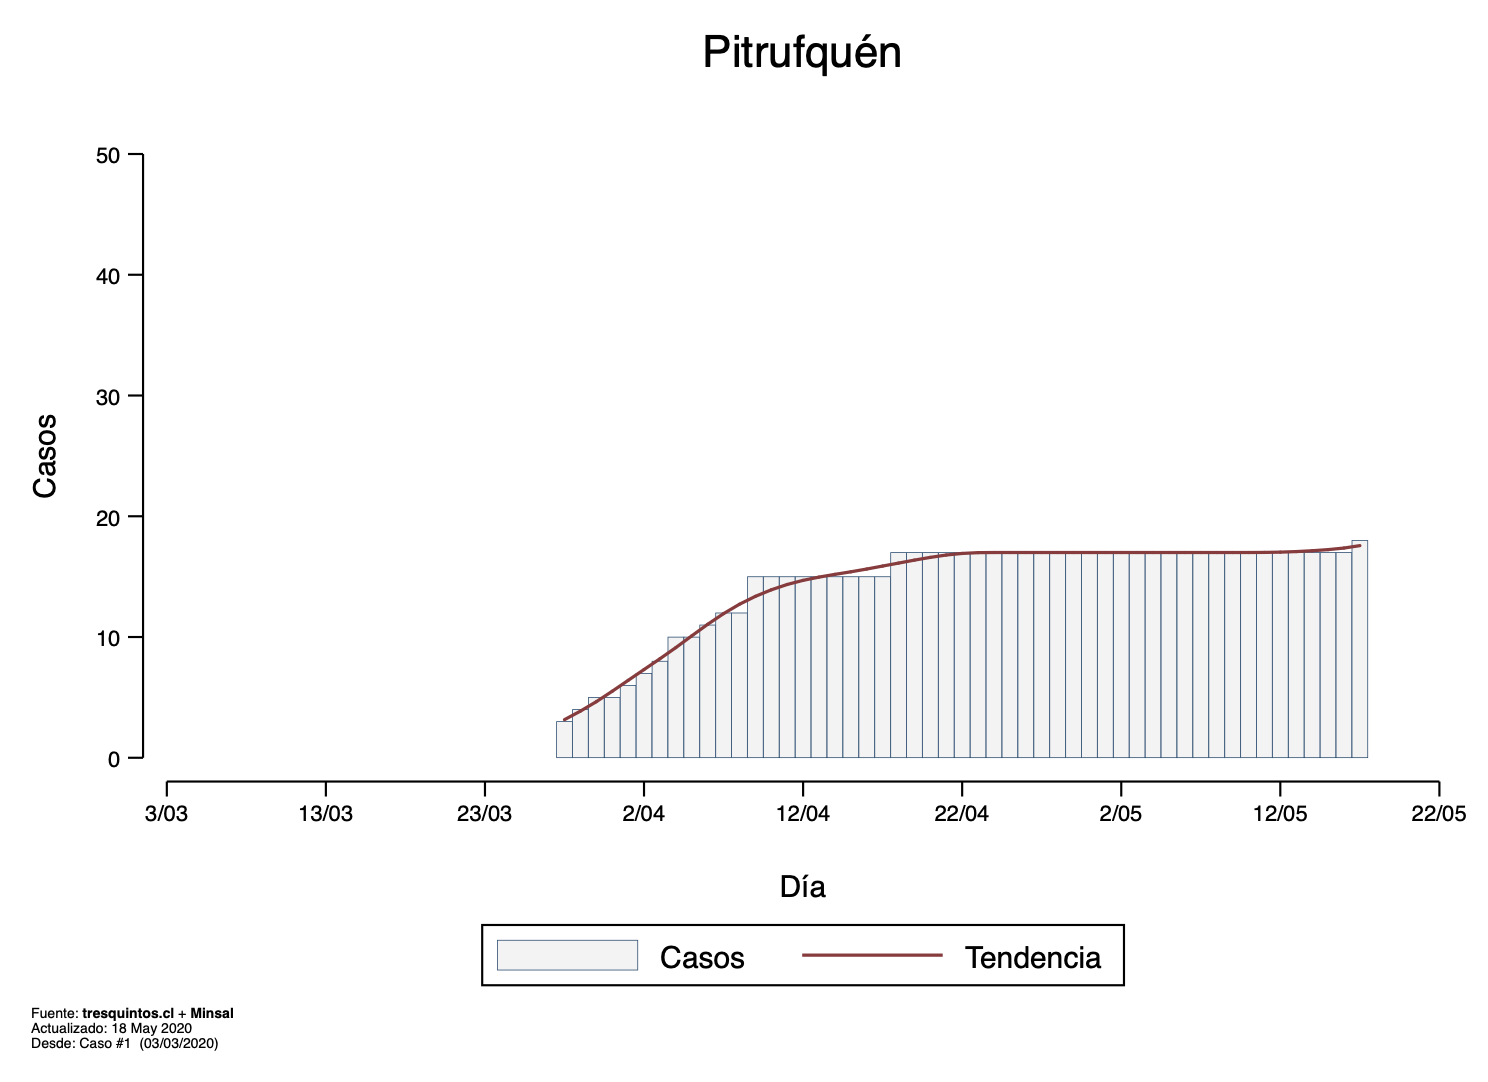 Pitrufquén
50
40
30
20
10
0
Casos
3/03 13/03 23/03 2/04 12/04 22/04 2/05 12/05 22/05
Día
Casos Tendencia
Fuente: tresquintos.cl + Minsal
Actualizado: 18 May 2020
Desde: Caso #1 (03/03/2020)